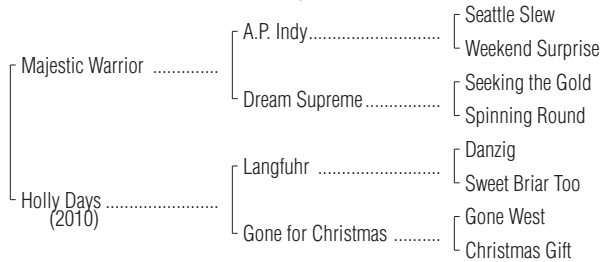 Seattle Slew
A.P. Indy..............................
Weekend Surprise
Majestic Warrior ..............
Seeking the Gold
Dream Supreme................
Spinning Round
Danzig
Langfuhr ..........................
Sweet Briar Too
Holly Days ........................
(2010)
Gone West
Gone for Christmas ..........
Christmas Gift